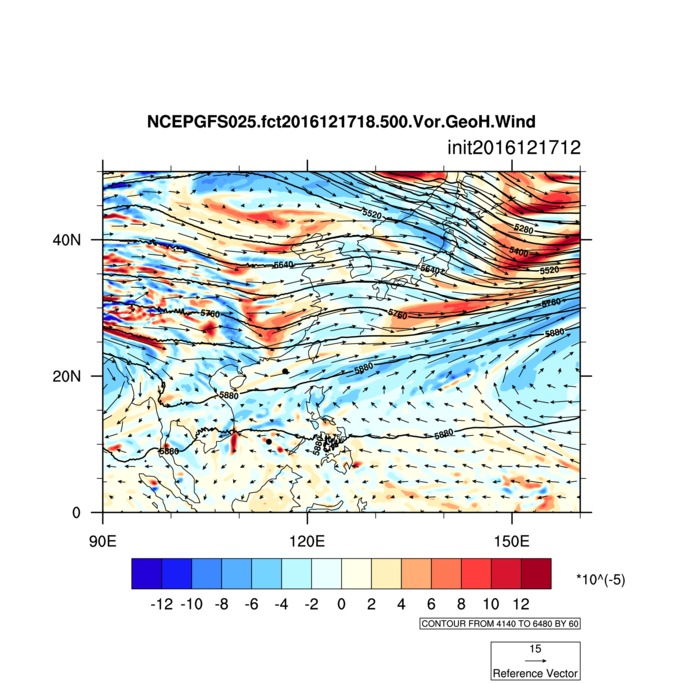 NCEPGFS025.fct2016121718.500.Vor.GeoH.Wind
init2016121712
5520
5280
40N
5400
5640
5640
5520
5760
5760
5760
5880
5880
20N
5880
5880
5880
5880
0
90E 120E 150E
*10^(-5)
-12 -10 -8 -6 -4 -2 0 2 4 6 8 10 12
CONTOUR FROM 4140 TO 6480 BY 60
15
Reference Vector